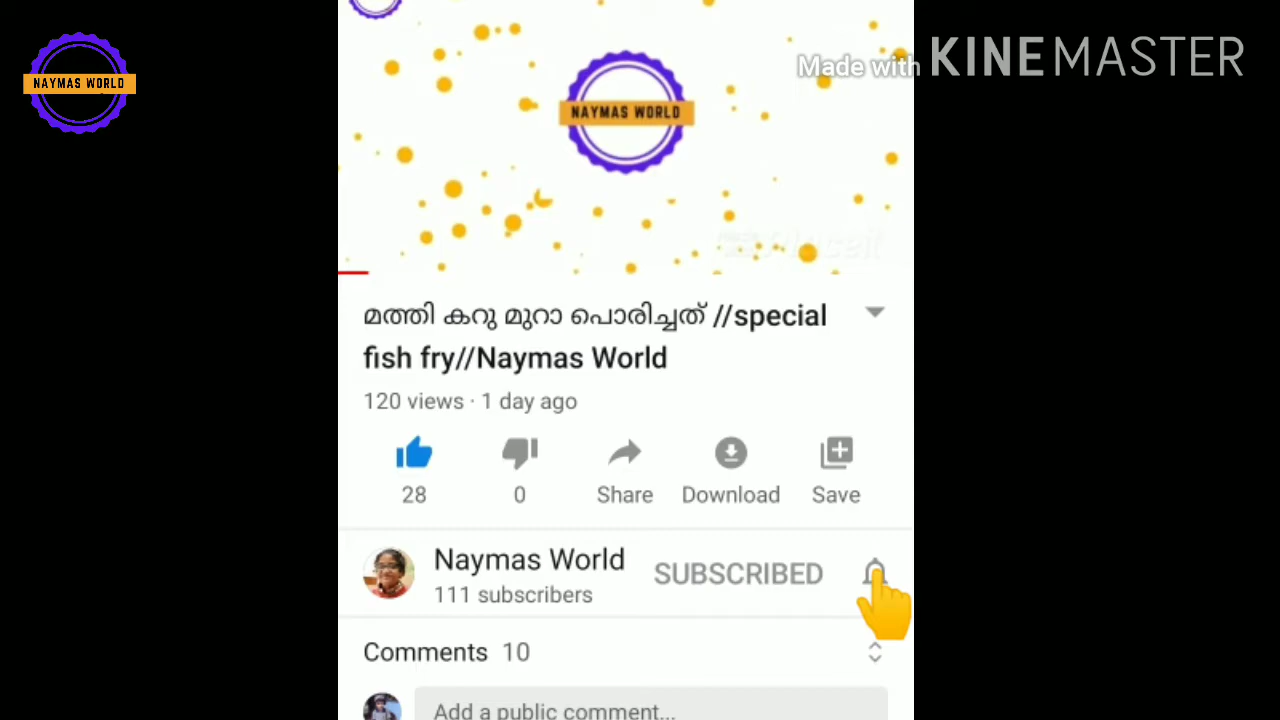 NAYMAS WORLD
Made with KINEMASTER
NAYMAS WORLD
Placeit
മത്തി കറു മുറാ പൊരിച്ചത് //special
fish fry//Naymas World
120 views · 1 day ago
28
0
Share
Download
Save
Naymas World
111 subscribers
SUBSCRIBED
Comments 10
Add a public comment...